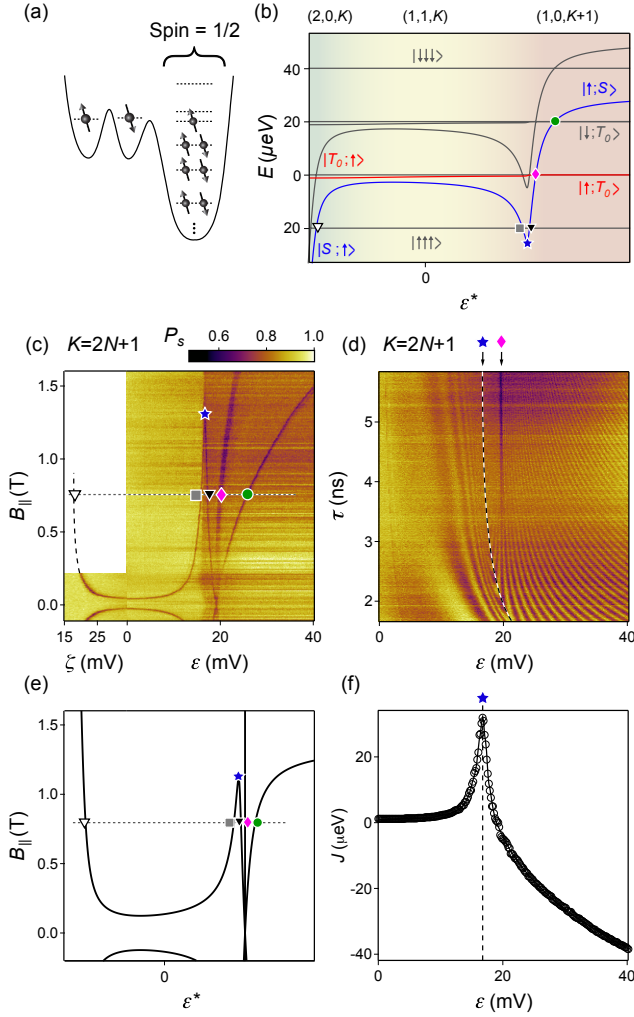 (a)
Spin = 1/2
(b)
(2,0,K)
(1,1,K)
(1,0,K+1)
E (μeV)
40
20
0
20
|↓↓↓>
|↑;S>
|↓;T₀>
|T₀;↑>
|↑;T₀>
|S;↑>
|↑↑↑>
0
ε*
(c)
K=2N+1
Pₛ
0.6
0.8
1.0
B|| (T)
1.5
1.0
0.5
0.0
15
25
0
20
40
ζ (mV)
ε (mV)
(d)
K=2N+1
τ (ns)
5
4
3
2
0
20
40
ε (mV)
(e)
B|| (T)
1.5
1.0
0.5
0.0
0
ε*
(f)
J (μeV)
20
0
-20
-40
0
20
40
ε (mV)